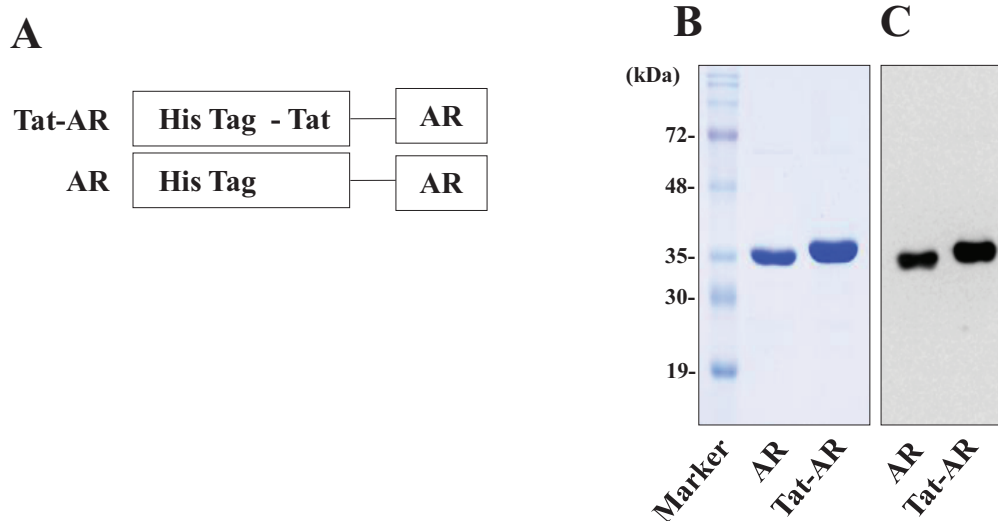 A
Tat-AR His Tag - Tat AR
AR His Tag AR
B
(kDa)
72-
48-
35-
30-
19-
Marker
AR
Tat-AR
C
AR
Tat-AR